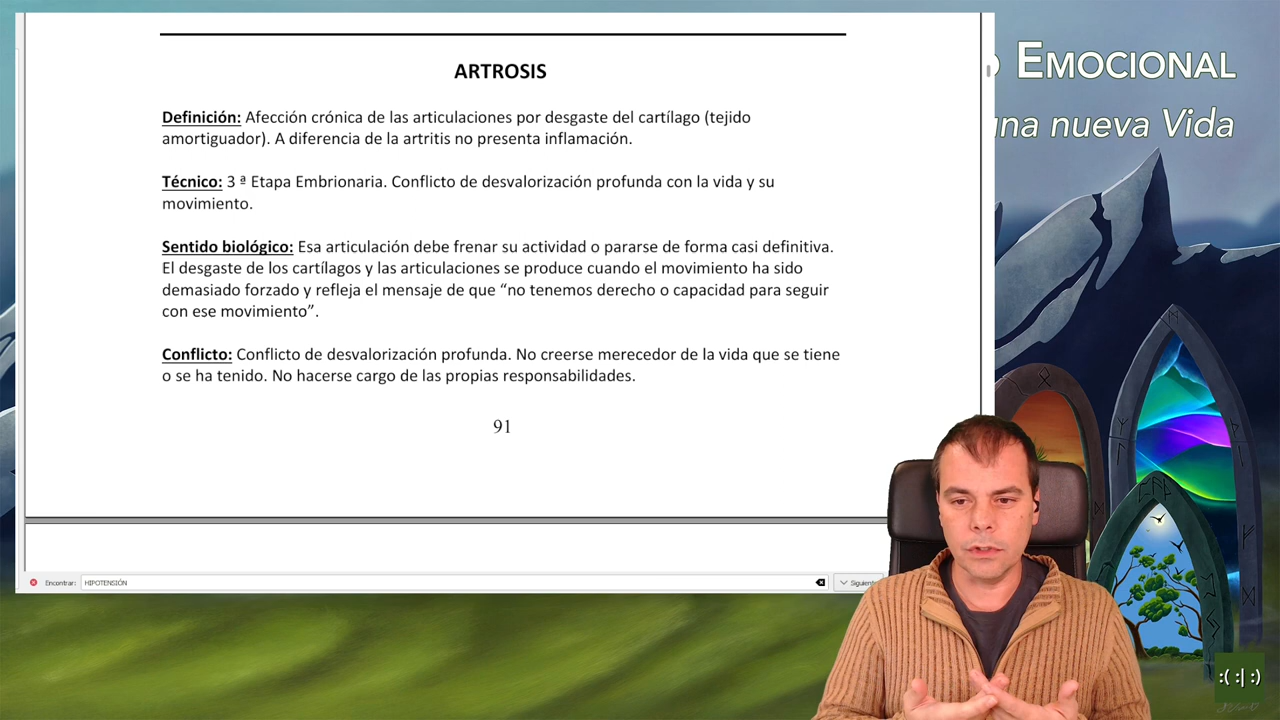 ARTROSIS
Definición: Afección crónica de las articulaciones por desgaste del cartílago (tejido
amortiguador). A diferencia de la artritis no presenta inflamación.
Técnico: 3 ª Etapa Embrionaria. Conflicto de desvalorización profunda con la vida y su
movimiento.
Sentido biológico: Esa articulación debe frenar su actividad o pararse de forma casi definitiva.
El desgaste de los cartílagos y las articulaciones se produce cuando el movimiento ha sido
demasiado forzado y refleja el mensaje de que “no tenemos derecho o capacidad para seguir
con ese movimiento”.
Conflicto: Conflicto de desvalorización profunda. No creerse merecedor de la vida que se tiene
o se ha tenido. No hacerse cargo de las propias responsabilidades.
91
Encontrar: HIPOTENSIÓN
EMOCIONAL
una nueva Vida
:( :| :)